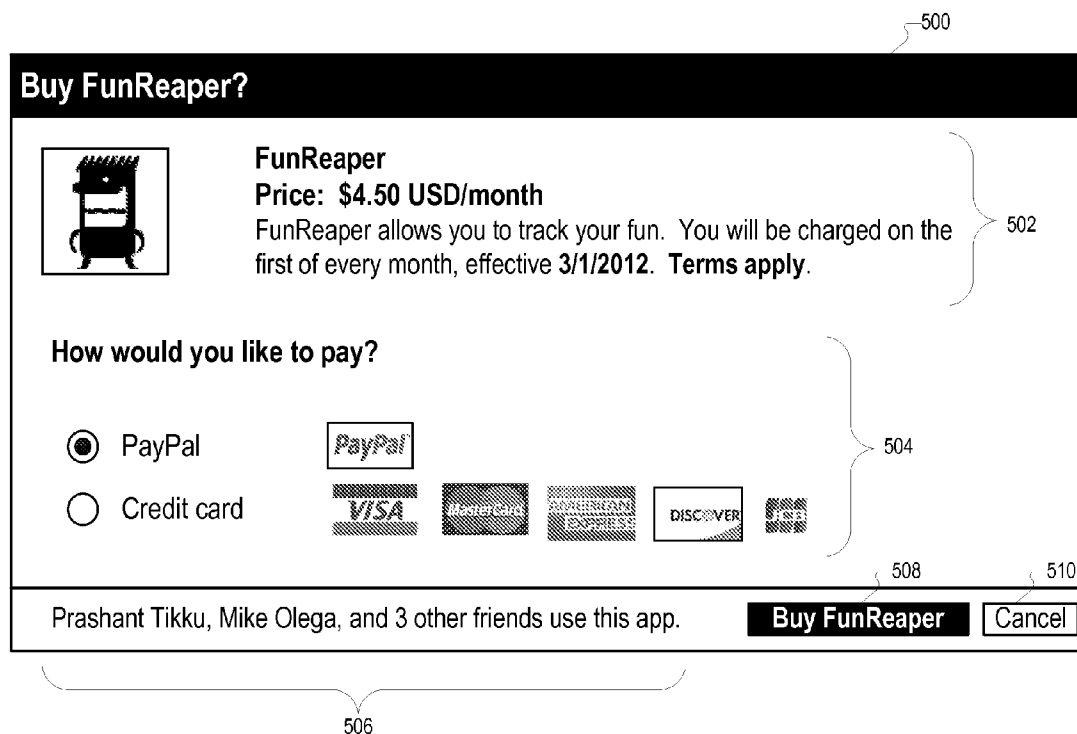 500
Buy FunReaper?
FunReaper
Price: $4.50 USD/month
FunReaper allows you to track your fun. You will be charged on the
first of every month, effective 3/1/2012. Terms apply.
502
How would you like to pay?
PayPal PayPal
504
Credit card VISA MasterCard AMERICAN EXPRESS DISCOVER JCB
508 510
Prashant Tikku, Mike Olega, and 3 other friends use this app. Buy FunReaper Cancel
506